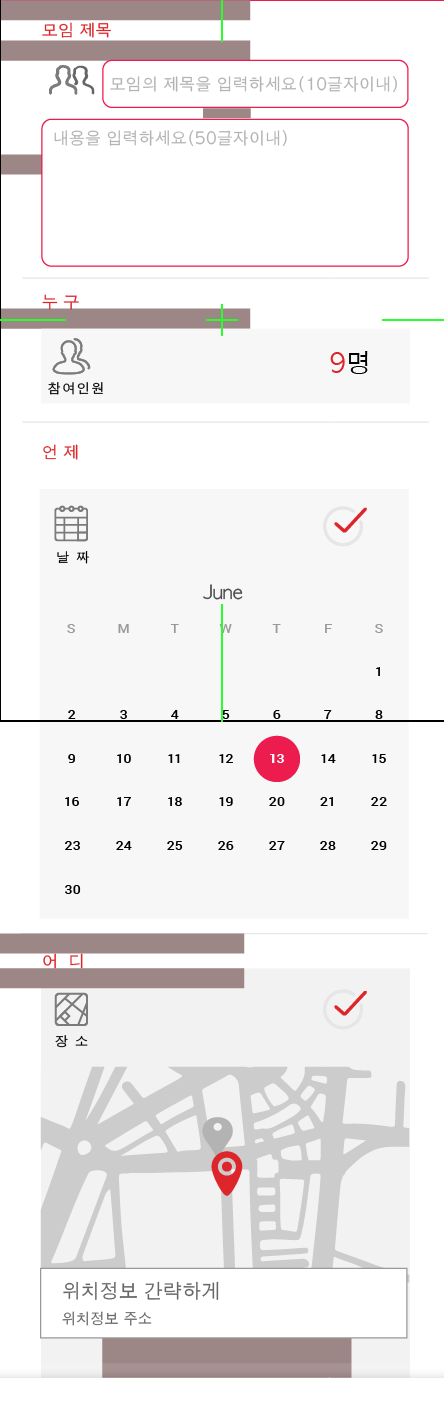 모임 제목
모임의 제목을 입력하세요(10글자이내)
내용을 입력하세요(50글자이내)
누 구
참여인원
9명
언 제
날 짜
June
S M T W T F S
1
2 3 4 5 6 7 8
9 10 11 12 13 14 15
16 17 18 19 20 21 22
23 24 25 26 27 28 29
30
어 디
장 소
위치정보 간략하게
위치정보 주소